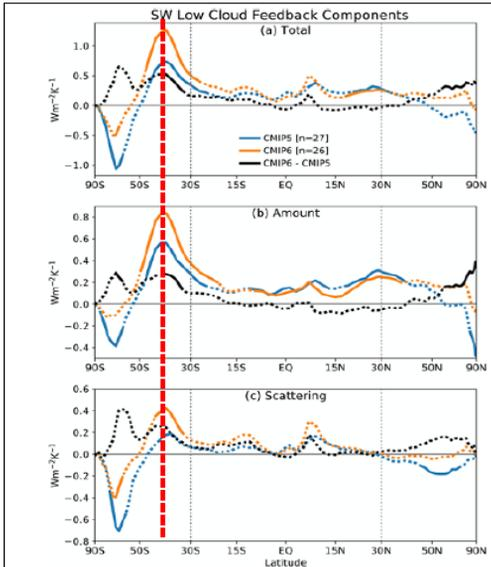 SW Low Cloud Feedback Components
(a) Total
Wm⁻²K⁻¹
1.0
0.5
0.0
−0.5
−1.0
CMIP5 [n=27]
CMIP6 [n=26]
CMIP6 - CMIP5
90S 50S 30S 15S EQ 15N 30N 50N 90N
(b) Amount
Wm⁻²K⁻¹
0.8
0.6
0.4
0.2
0.0
−0.2
−0.4
90S 50S 30S 15S EQ 15N 30N 50N 90N
(c) Scattering
Wm⁻²K⁻¹
0.6
0.4
0.2
0.0
−0.2
−0.4
−0.6
−0.8
90S 50S 30S 15S EQ 15N 30N 50N 90N
Latitude